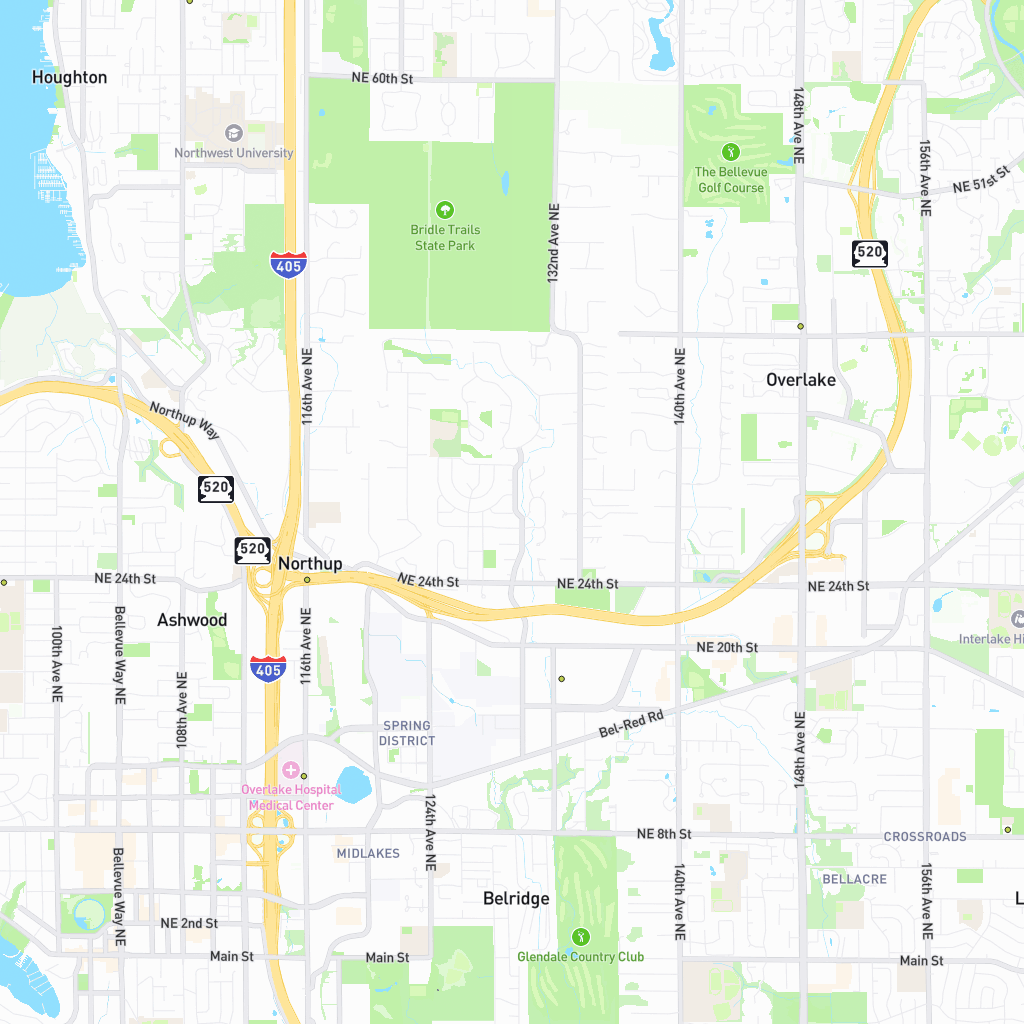 Houghton
NE 60th St
148th Ave NE
Northwest University
156th Ave NE
The Bellevue
Golf Course
NE 51st St
Bridle Trails
State Park
132nd Ave NE
520
405
116th Ave NE
140th Ave NE
Overlake
Northup Way
520
520
Northup
NE 24th St
NE 24th St
NE 24th St
NE 24th St
Bellevue Way NE
Ashwood
116th Ave NE
100th Ave NE
Interlake Hi
NE 20th St
405
108th Ave NE
SPRING
DISTRICT
Bel-Red Rd
148th Ave NE
Overlake Hospital
Medical Center
124th Ave NE
NE 8th St
CROSSROADS
MIDLAKES
Bellevue Way NE
140th Ave NE
BELLACRE
156th Ave NE
Belridge
L
NE 2nd St
Main St
Main St
Glendale Country Club
Main St